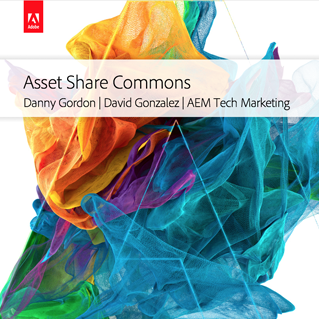 Adobe
Asset Share Commons
Danny Gordon | David Gonzalez | AEM Tech Marketing